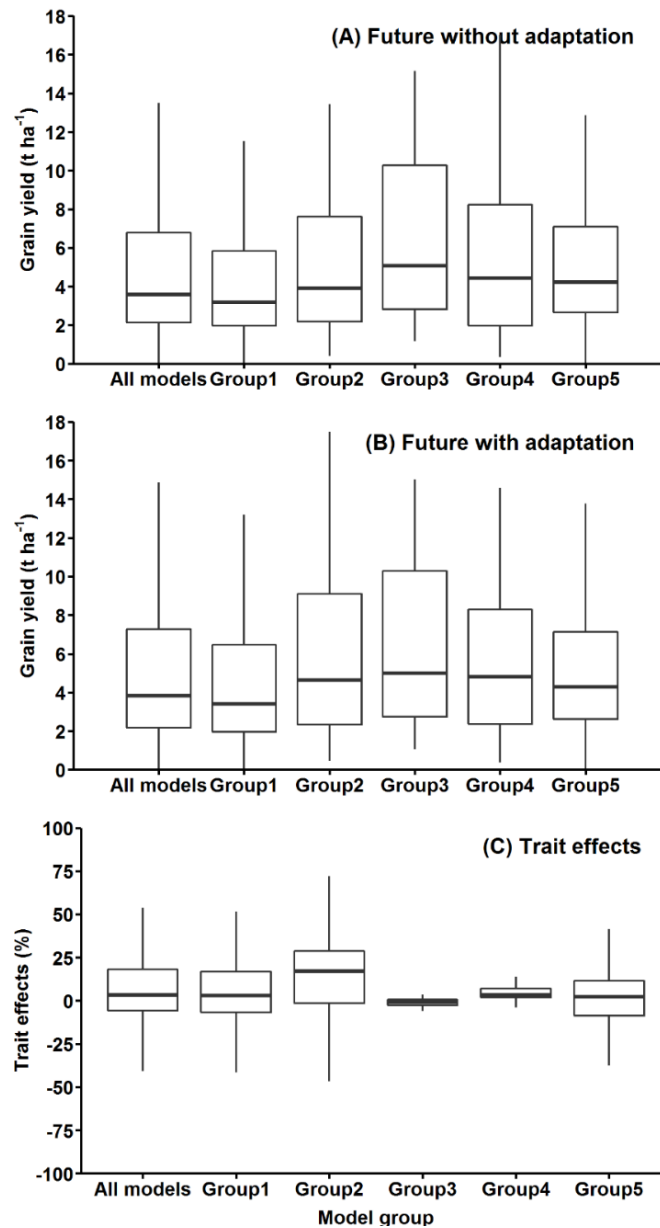 (A) Future without adaptation
Grain yield (t ha⁻¹)
18
16
14
12
10
8
6
4
2
0
All models Group1 Group2 Group3 Group4 Group5
(B) Future with adaptation
Grain yield (t ha⁻¹)
18
16
14
12
10
8
6
4
2
0
All models Group1 Group2 Group3 Group4 Group5
(C) Trait effects
Trait effects (%)
100
75
50
25
0
-25
-50
-75
-100
All models Group1 Group2 Group3 Group4 Group5
Model group